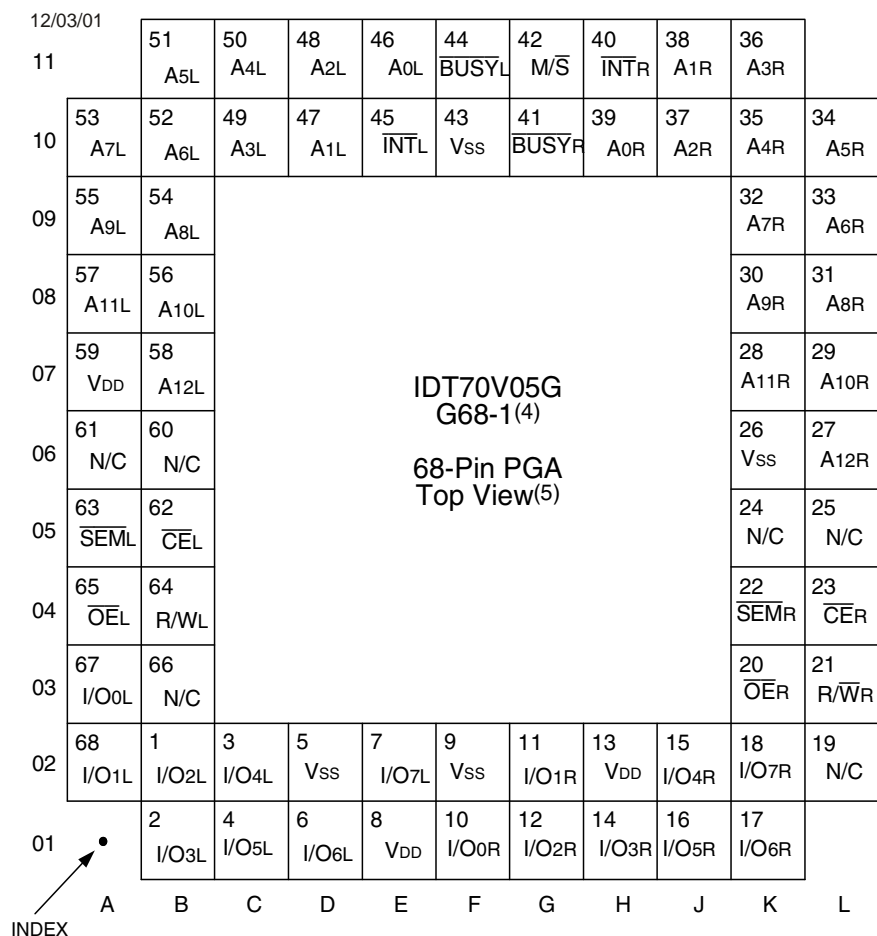 12/03/01
11 51 50 48 46 44 42 40 38 36
A5L A4L A2L A0L BUSYL M/S INTR A1R A3R
10 53 52 49 47 45 43 41 39 37 35 34
A7L A6L A3L A1L INTL VSS BUSYR A0R A2R A4R A5R
09 55 54 32 33
A9L A8L A7R A6R
08 57 56 30 31
A11L A10L A9R A8R
07 59 58 28 29
VDD A12L A11R A10R
IDT70V05G
G68-1(4)
06 61 60 26 27
N/C N/C VSS A12R
68-Pin PGA
Top View(5)
05 63 62 24 25
SEML CEL N/C N/C
04 65 64 22 23
OEL R/WL SEMR CER
03 67 66 20 21
I/O0L N/C OER R/WR
02 68 1 3 5 7 9 11 13 15 18 19
I/O1L I/O2L I/O4L VSS I/O7L VSS I/O1R VDD I/O4R I/O7R N/C
01 2 4 6 8 10 12 14 16 17
I/O3L I/O5L I/O6L VDD I/O0R I/O2R I/O3R I/O5R I/O6R
A B C D E F G H J K L
INDEX